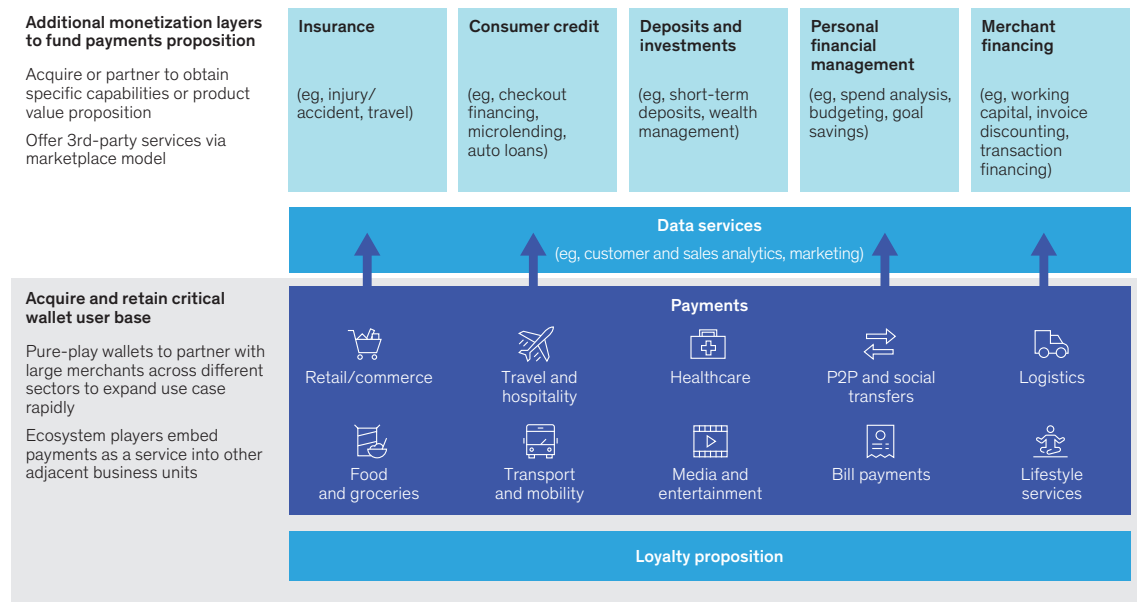 Additional monetization layers
to fund payments proposition
Acquire or partner to obtain
specific capabilities or product
value proposition
Offer 3rd-party services via
marketplace model
Insurance
(eg, injury/
accident, travel)
Consumer credit
(eg, checkout
financing,
microlending,
auto loans)
Deposits and
investments
(eg, short-term
deposits, wealth
management)
Personal
financial
management
(eg, spend analysis,
budgeting, goal
savings)
Merchant
financing
(eg, working
capital, invoice
discounting,
transaction
financing)
Data services
(eg, customer and sales analytics, marketing)
Acquire and retain critical
wallet user base
Pure-play wallets to partner with
large merchants across different
sectors to expand use case
rapidly
Ecosystem players embed
payments as a service into other
adjacent business units
Payments
Retail/commerce
Travel and
hospitality
Healthcare
P2P and social
transfers
Logistics
Food
and groceries
Transport
and mobility
Media and
entertainment
Bill payments
Lifestyle
services
Loyalty proposition